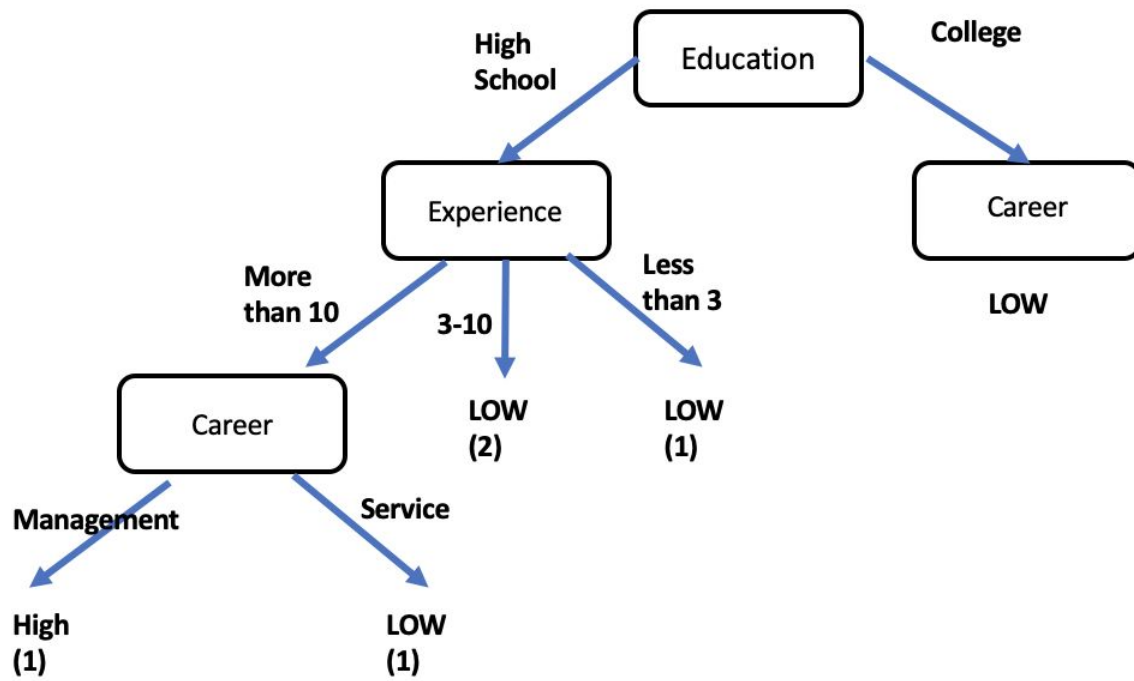 High
School
Education
College
Experience
Career
More
than 10
3-10
Less
than 3
LOW
Career
LOW
(2)
LOW
(1)
Management
Service
High
(1)
LOW
(1)